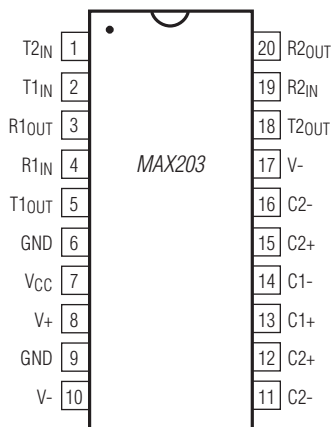 T2IN 1 20 R2OUT
T1IN 2 19 R2IN
R1OUT 3 18 T2OUT
R1IN 4 MAX203 17 V-
T1OUT 5 16 C2-
GND 6 15 C2+
VCC 7 14 C1-
V+ 8 13 C1+
GND 9 12 C2+
V- 10 11 C2-